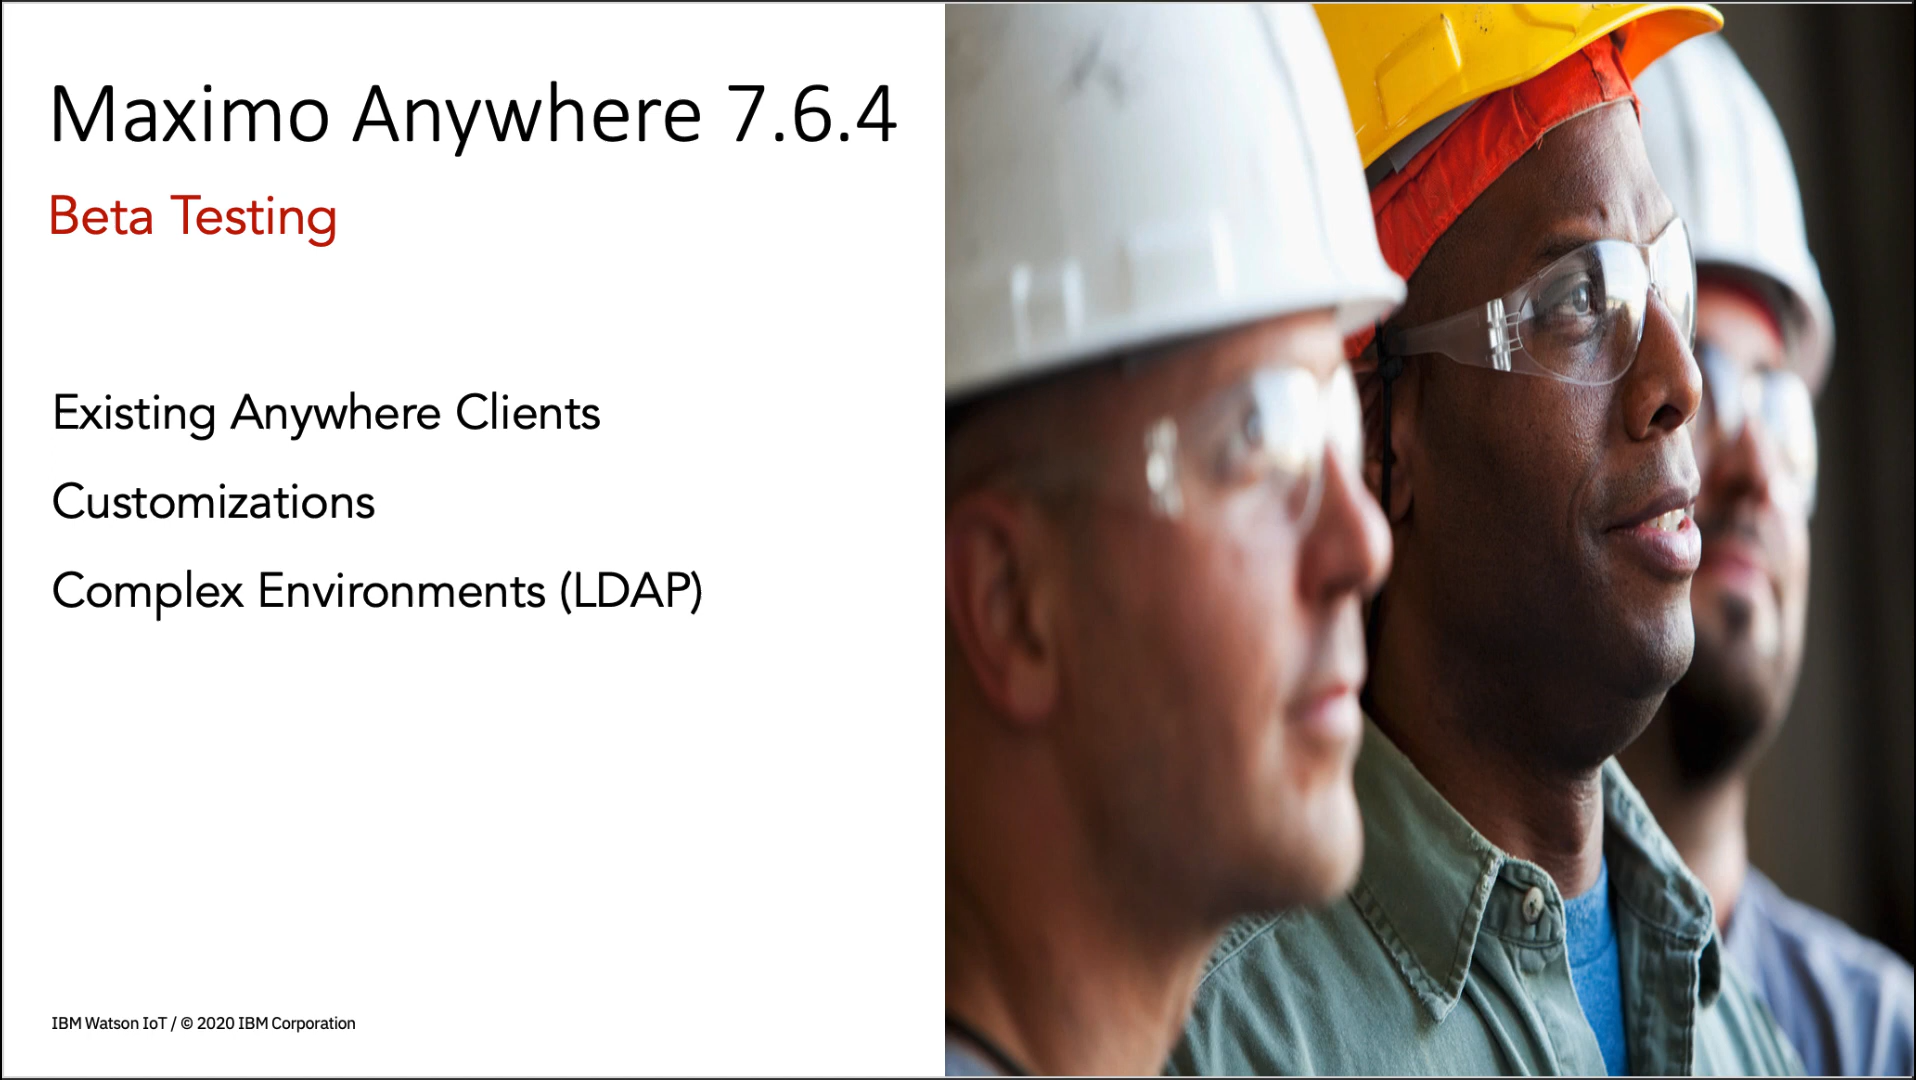 Maximo Anywhere 7.6.4
Beta Testing
Existing Anywhere Clients
Customizations
Complex Environments (LDAP)
IBM Watson IoT / © 2020 IBM Corporation